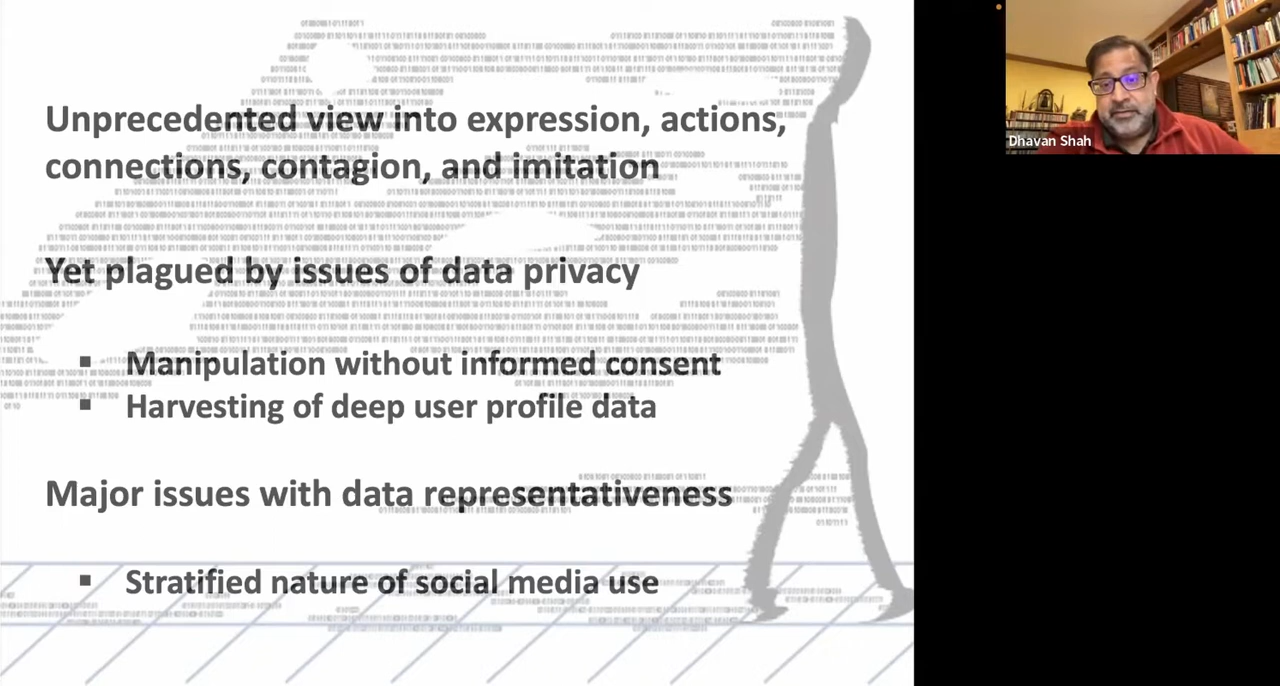 Unprecedented view into expression, actions,
connections, contagion, and imitation
Yet plagued by issues of data privacy
▪ Manipulation without informed consent
▪ Harvesting of deep user profile data
Major issues with data representativeness
▪ Stratified nature of social media use
Dhavan Shah